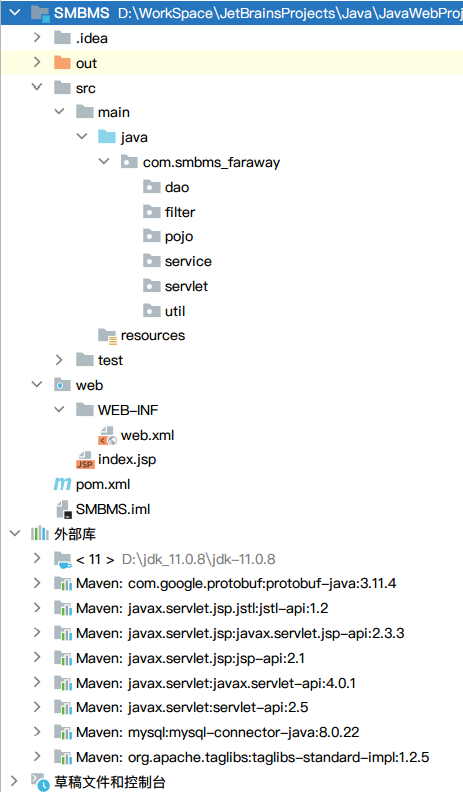 SMBMS D:\WorkSpace\JetBrainsProjects\Java\JavaWebProj
.idea
out
src
main
java
com.smbms_faraway
dao
filter
pojo
service
servlet
util
resources
test
web
WEB-INF
web.xml
JSP index.jsp
m pom.xml
SMBMS.iml
外部库
< 11 > D:\jdk_11.0.8\jdk-11.0.8
Maven: com.google.protobuf:protobuf-java:3.11.4
Maven: javax.servlet.jsp.jstl:jstl-api:1.2
Maven: javax.servlet.jsp:javax.servlet.jsp-api:2.3.3
Maven: javax.servlet.jsp:jsp-api:2.1
Maven: javax.servlet:javax.servlet-api:4.0.1
Maven: javax.servlet:servlet-api:2.5
Maven: mysql:mysql-connector-java:8.0.22
Maven: org.apache.taglibs:taglibs-standard-impl:1.2.5
草稿文件和控制台